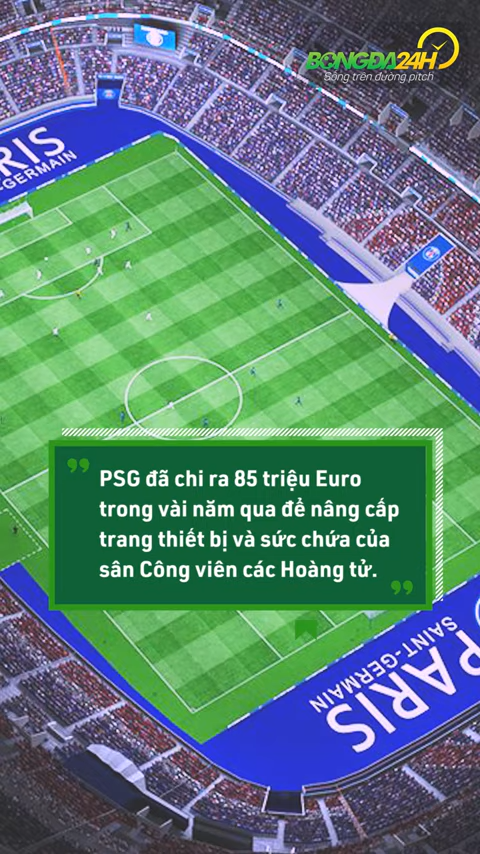 BONGDA24H
Sống trên đường pitch
PARIS
SAINT-GERMAIN
PSG đã chi ra 85 triệu Euro
trong vài năm qua để nâng cấp
trang thiết bị và sức chứa của
sân Công viên các Hoàng tử.
PARIS
SAINT-GERMAIN